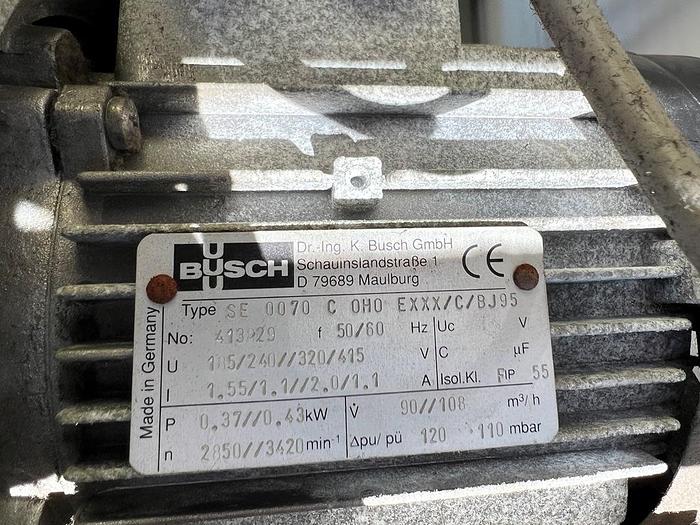 BUSCH
Dr.-Ing. K. Busch GmbH
Schauinslandstraße 1
D 79689 Maulburg
CE
Made in Germany
Type SE 0070 C OHO EXXX/C/BJ95
No: f 50/60 Hz Uc V
U 185/240//320/415 V C µF
I 1.55/1.1//2.0/1.1 A Isol.Kl. F IP 55
P 0,37//0,43 kW V̇ 90//108 m³/h
n 2850//3420 min⁻¹ Δpu/ pü 120 110 mbar